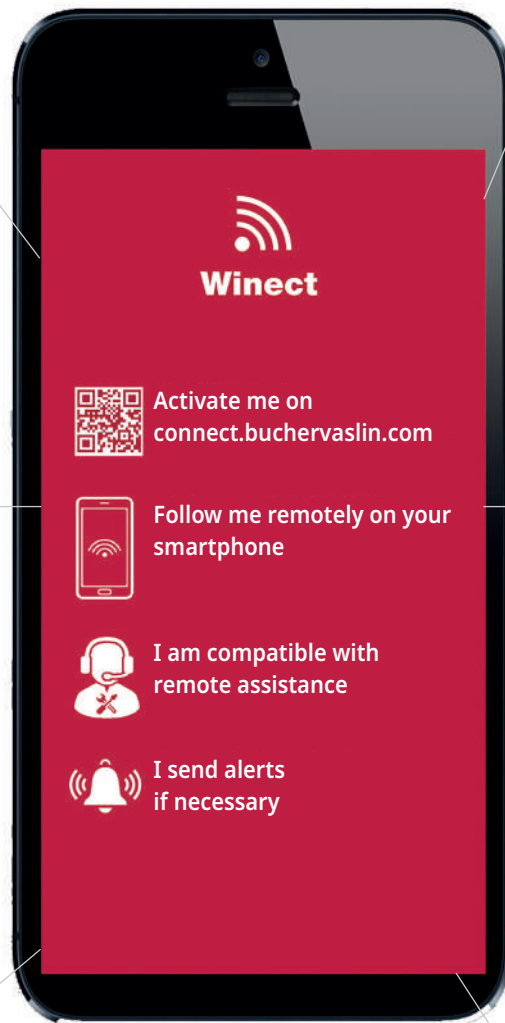 Winect
Activate me on
connect.buchervaslin.com
Follow me remotely on your
smartphone
I am compatible with
remote assistance
I send alerts
if necessary